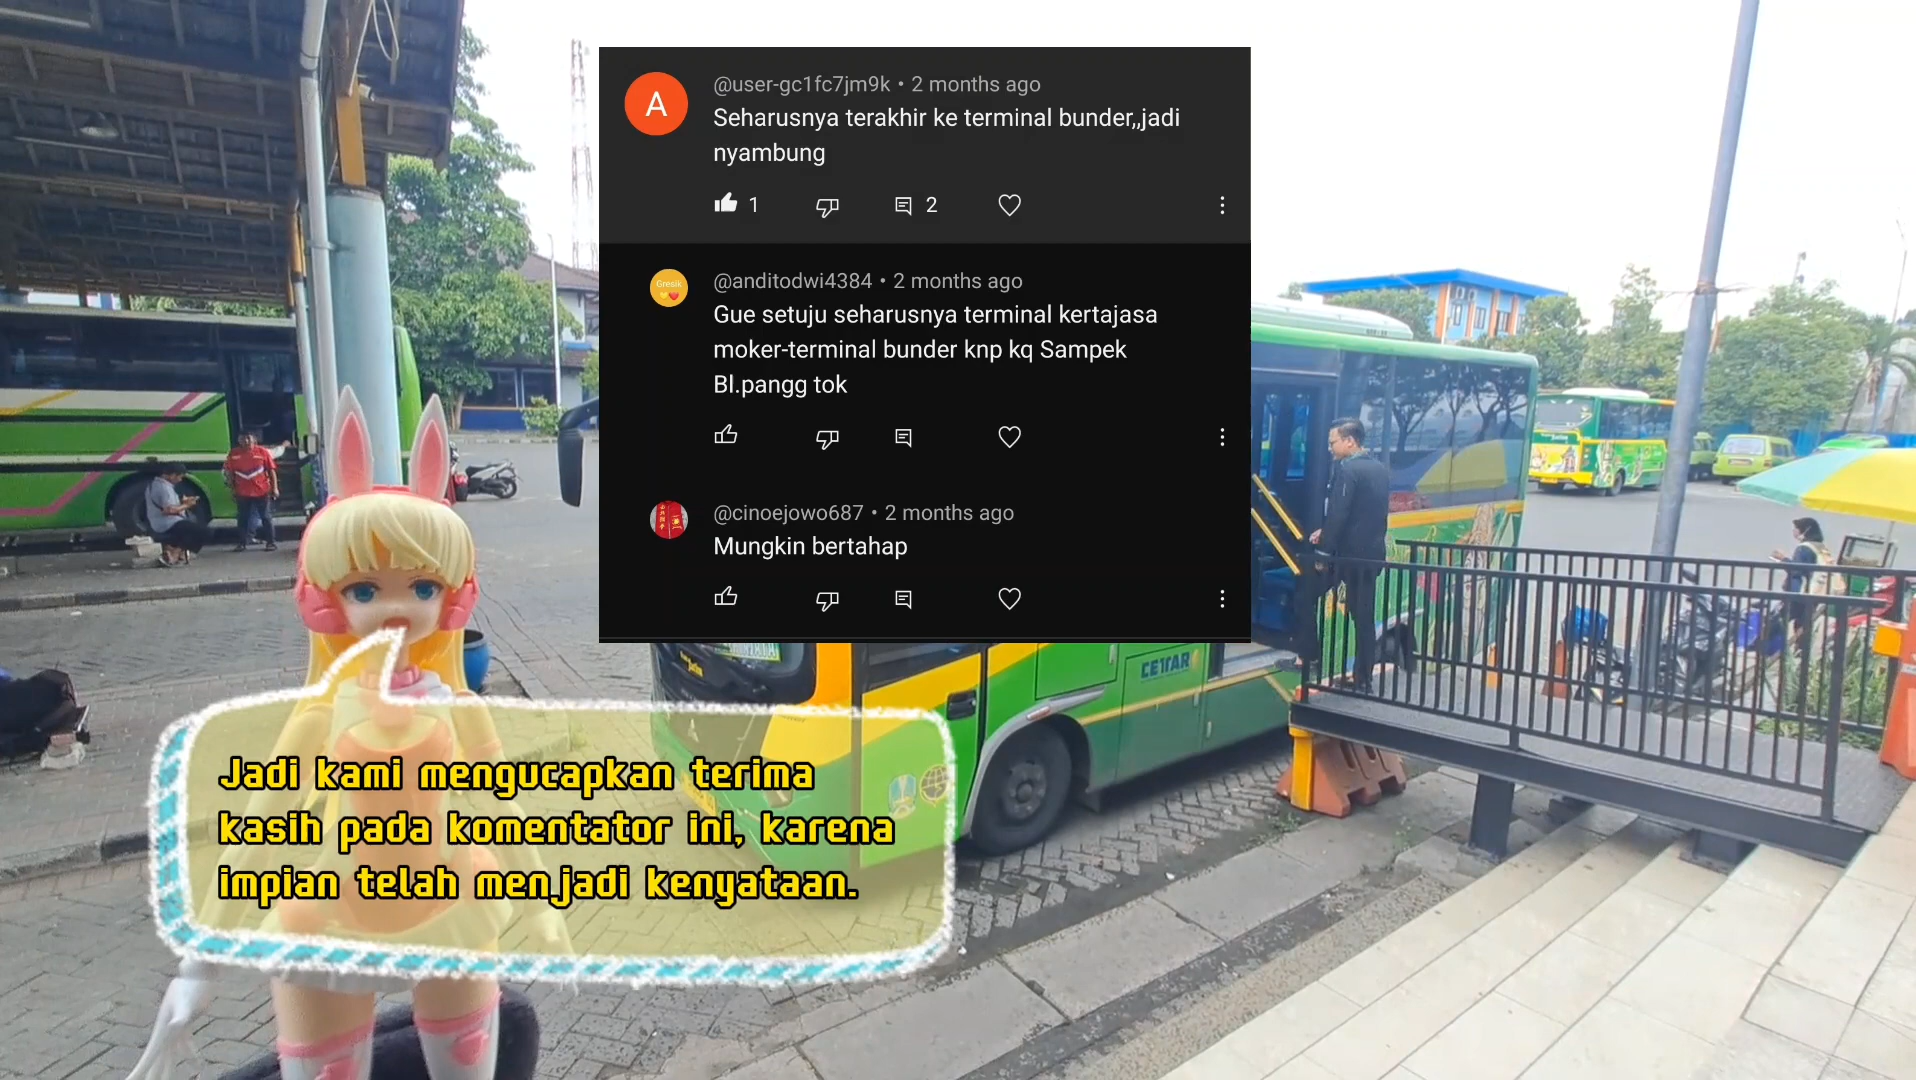 A
@user-gc1fc7jm9k • 2 months ago
Seharusnya terakhir ke terminal bunder,,jadi
nyambung
1
2
Gresik
@anditodwi4384 • 2 months ago
Gue setuju seharusnya terminal kertajasa
moker-terminal bunder knp kq Sampek
Bl.pangg tok
@cinoejowo687 • 2 months ago
Mungkin bertahap
CETTAR
Jadi kami mengucapkan terima
kasih pada komentator ini, karena
impian telah menjadi kenyataan.